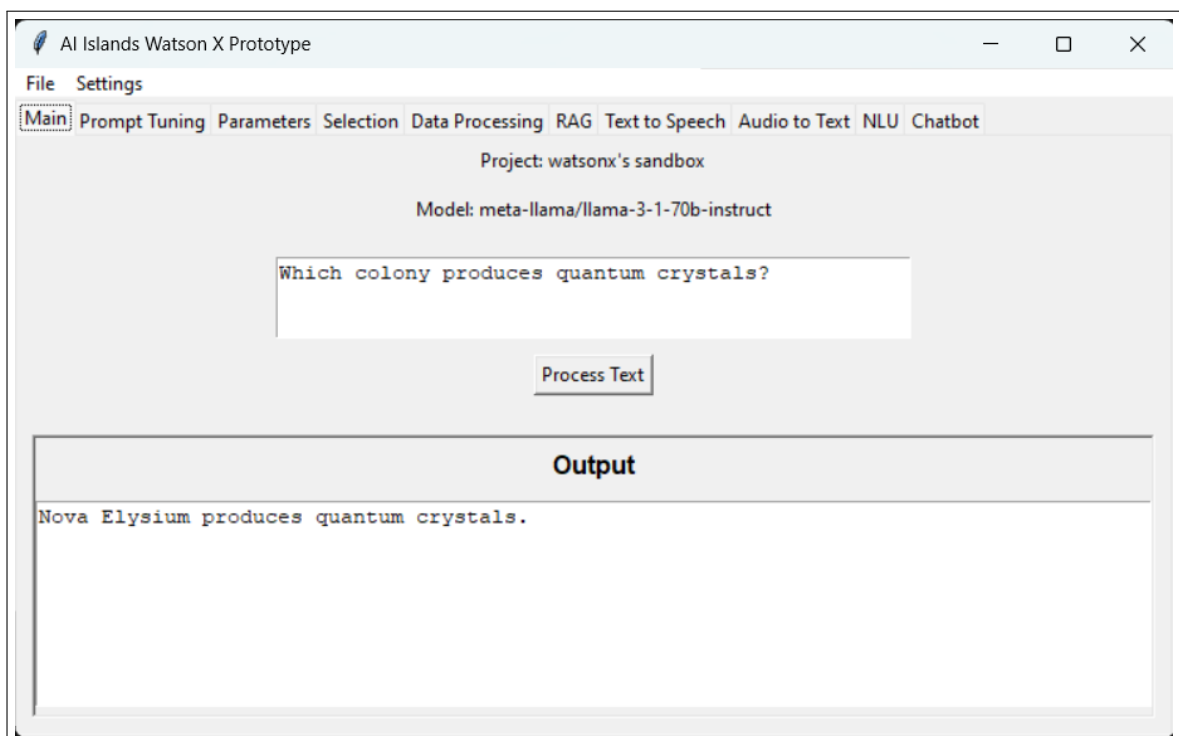 AI Islands Watson X Prototype
File Settings
Main Prompt Tuning Parameters Selection Data Processing RAG Text to Speech Audio to Text NLU Chatbot
Project: watsonx's sandbox
Model: meta-llama/llama-3-1-70b-instruct
Which colony produces quantum crystals?
Process Text
Output
Nova Elysium produces quantum crystals.